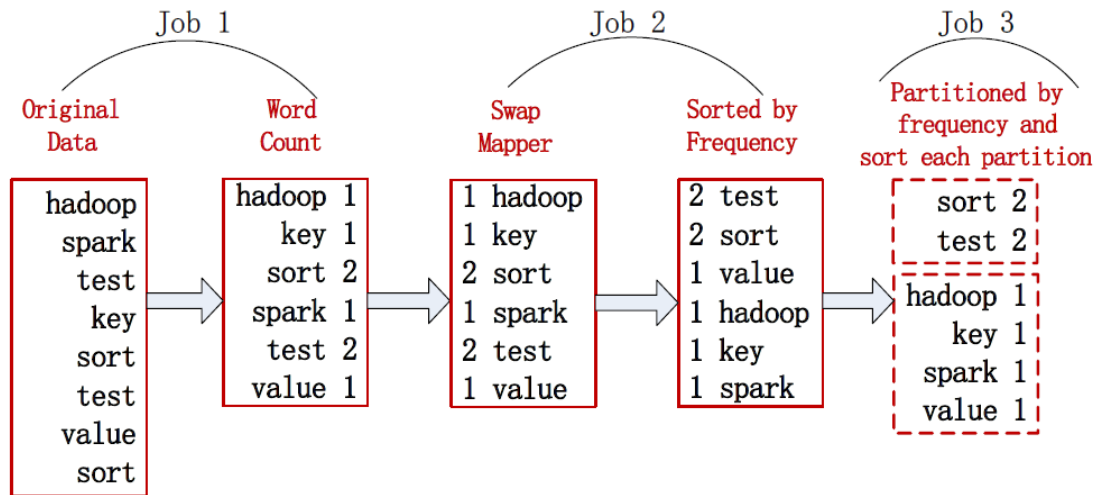 Job 1
Job 2
Job 3
Original
Data
Word
Count
Swap
Mapper
Sorted by
Frequency
Partitioned by
frequency and
sort each partition
hadoop
spark
test
key
sort
test
value
sort
hadoop 1
key 1
sort 2
spark 1
test 2
value 1
1 hadoop
1 key
2 sort
1 spark
2 test
1 value
2 test
2 sort
1 value
1 hadoop
1 key
1 spark
sort 2
test 2
hadoop 1
key 1
spark 1
value 1